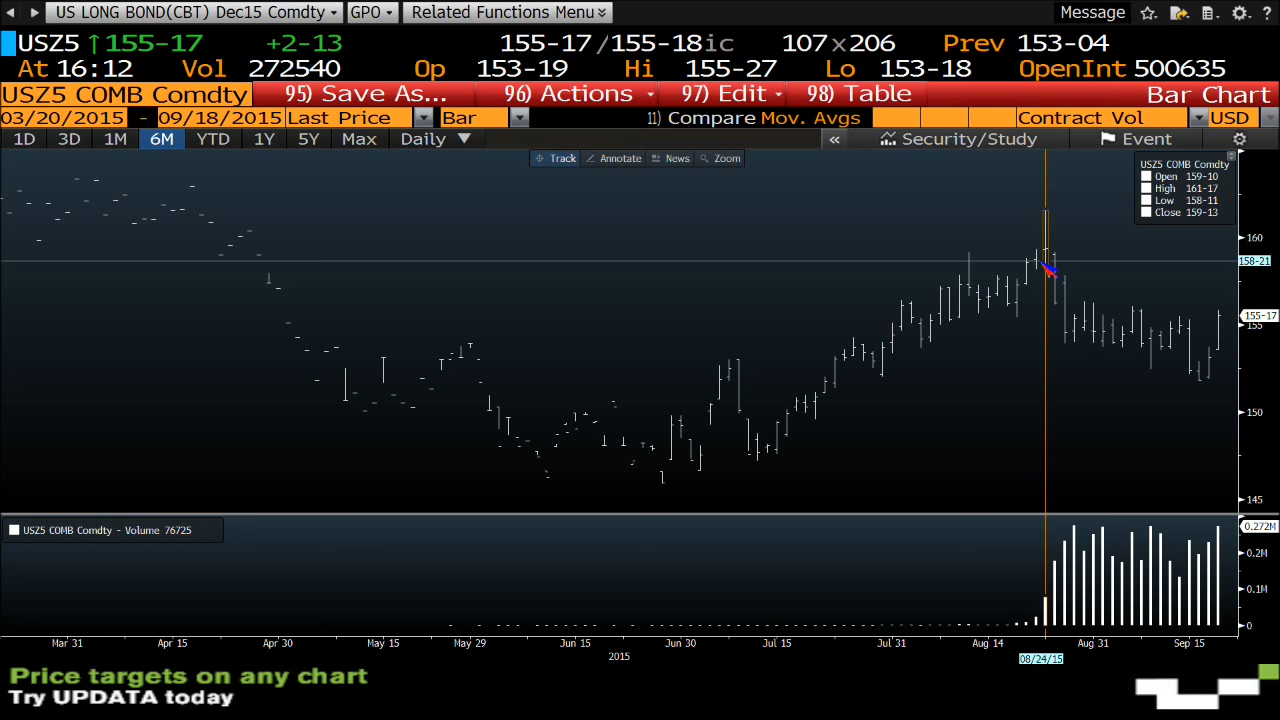 US LONG BOND(CBT) Dec15 Comdty GPO Related Functions Menu Message ?
USZ5 ↑155-17 +2-13 155-17/155-18ic 107x206 Prev 153-04
At 16:12 Vol 272540 Op 153-19 Hi 155-27 Lo 153-18 OpenInt 500635
USZ5 COMB Comdty 95) Save As... 96) Actions 97) Edit 98) Table Bar Chart
03/20/2015 - 09/18/2015 Last Price Bar 11) Compare Mov. Avgs Contract Vol USD
1D 3D 1M 6M YTD 1Y 5Y Max Daily ▼ « Security/Study Event
Track Annotate News Zoom
USZ5 COMB Comdty
Open 159-10
High 161-17
Low 158-11
Close 159-13
160
158-21
155-17
155
150
145
USZ5 COMB Comdty - Volume 76725
0.272M
0.2M
0.1M
0
Mar 31 Apr 15 Apr 30 May 15 May 29 Jun 15 Jun 30 Jul 15 Jul 31 Aug 14 Aug 31 Sep 15
2015
08/24/15
Price targets on any chart
Try UPDATA today